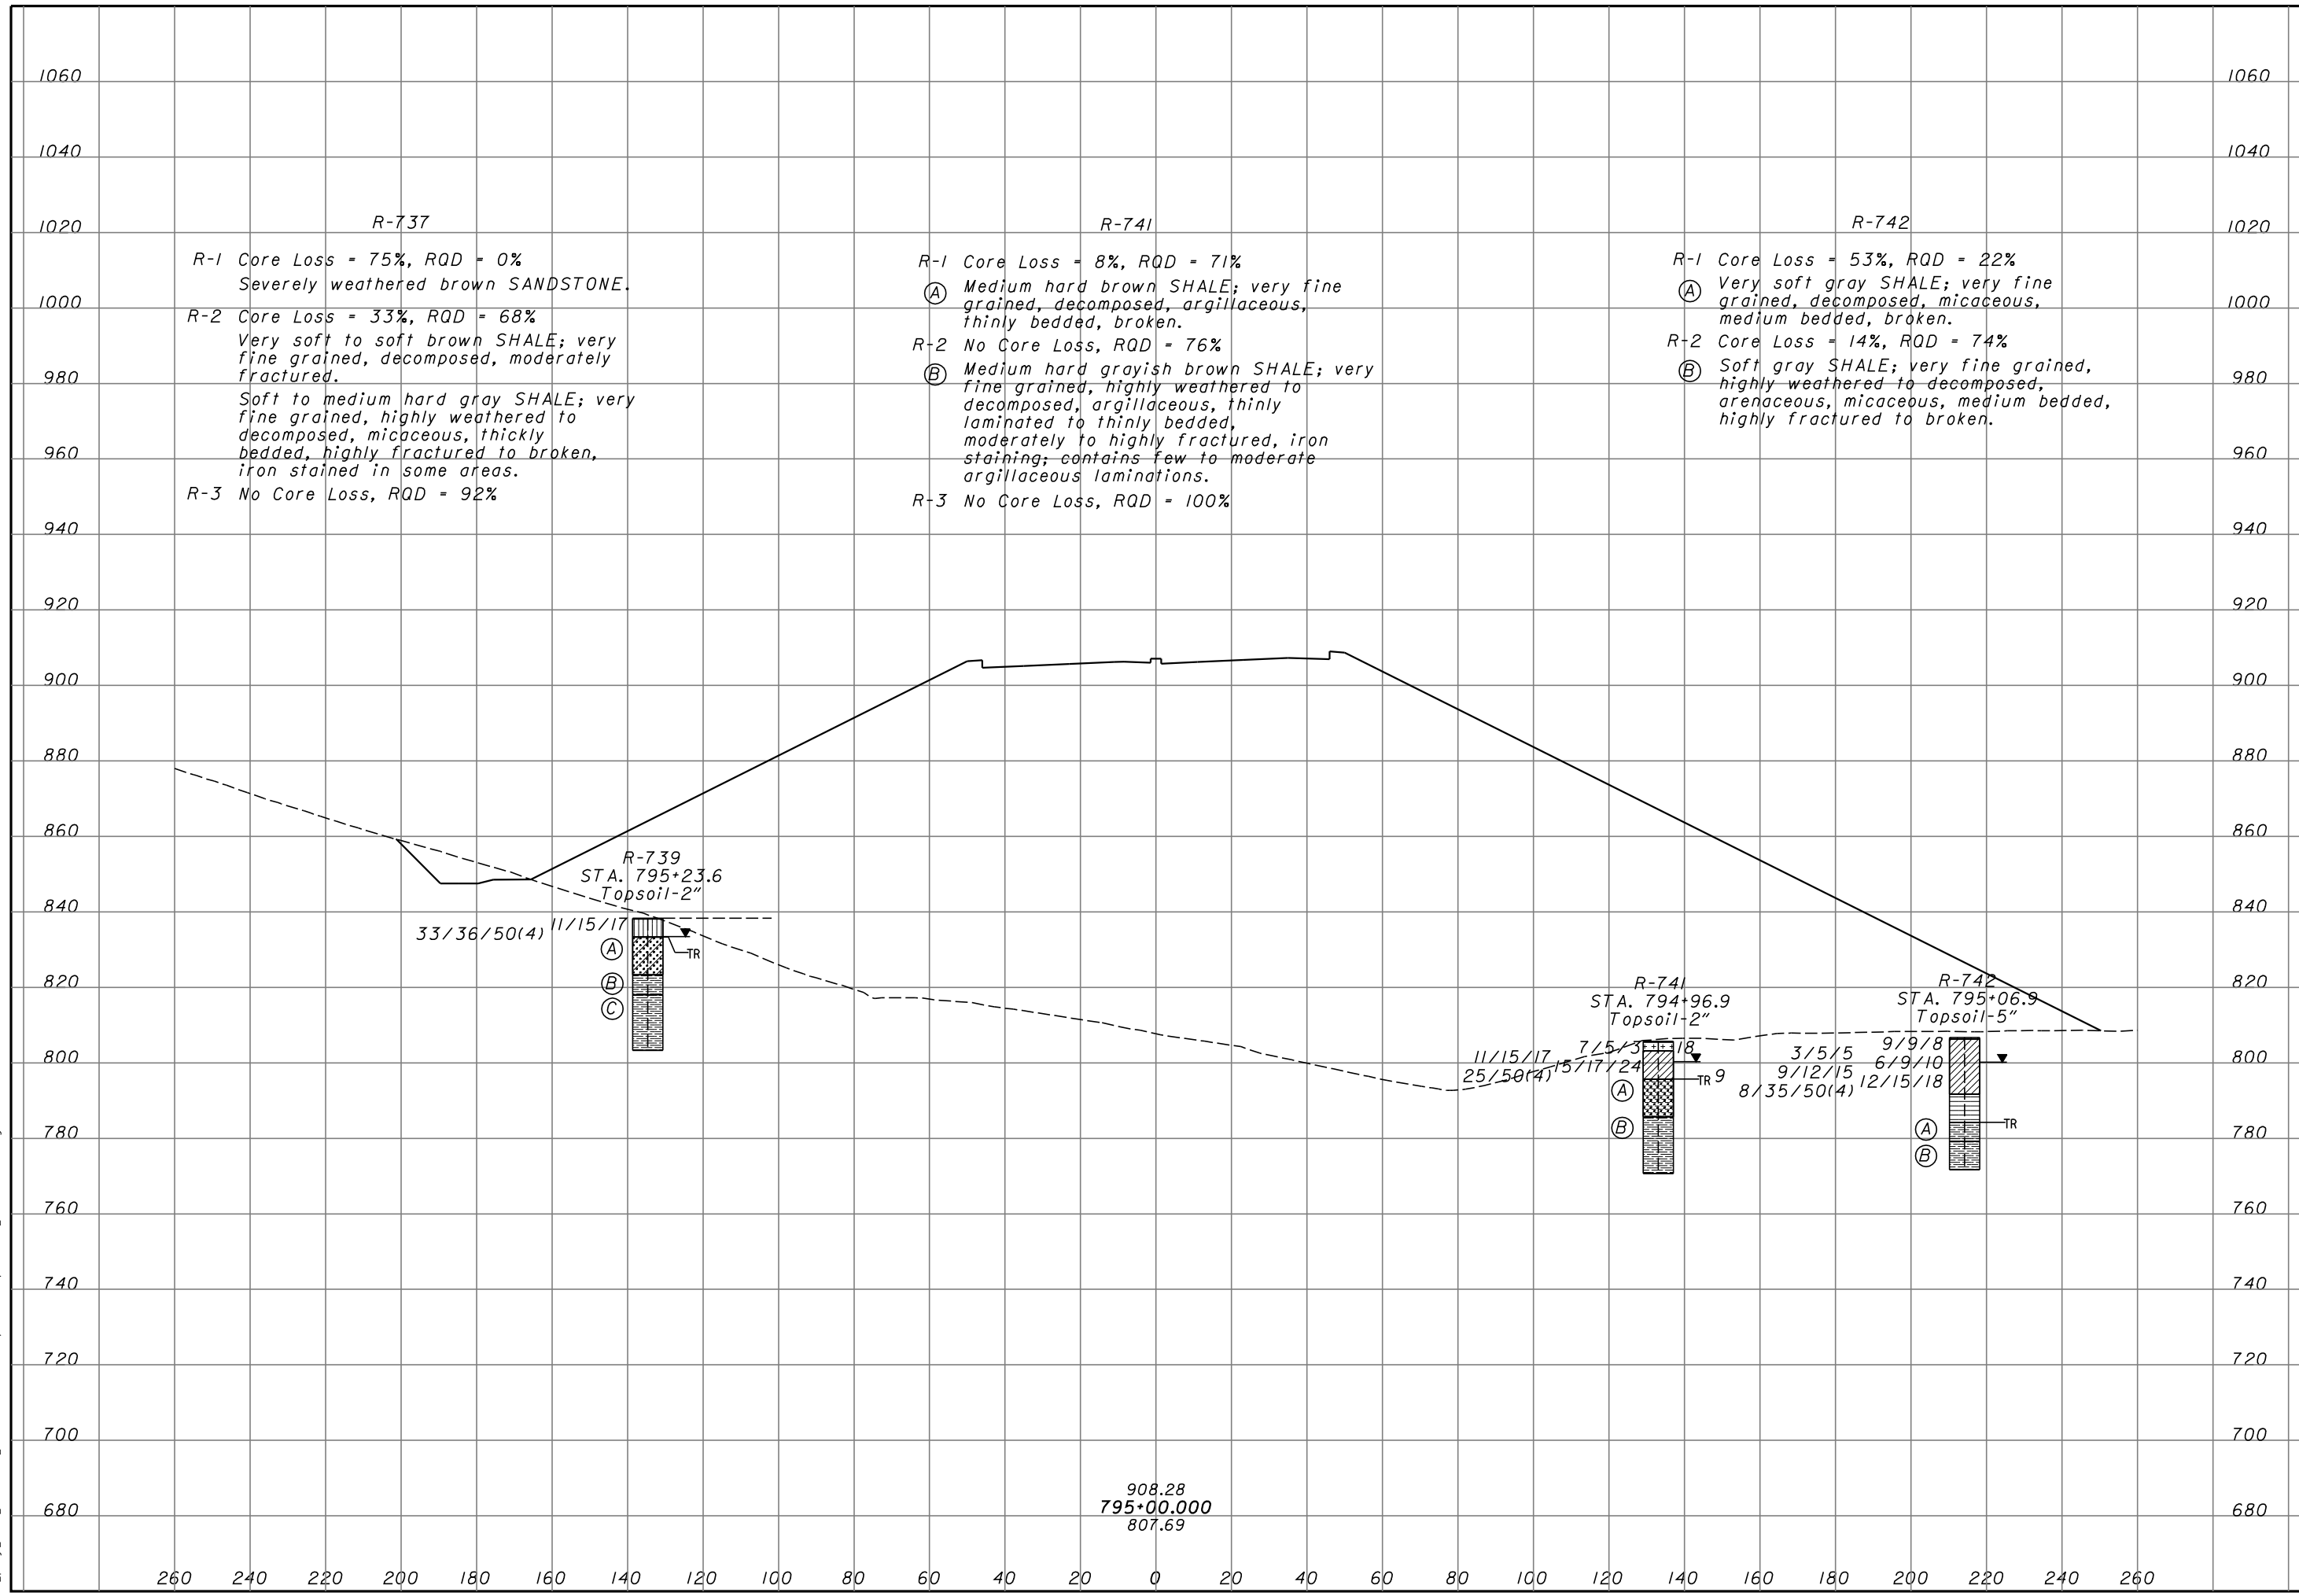 1060 1060
1040 1040
R-737 R-741 R-742
1020 1020
R-1 Core Loss = 75%, RQD = 0%
Severely weathered brown SANDSTONE.
R-2 Core Loss = 33%, RQD = 68%
Very soft to soft brown SHALE; very
fine grained, decomposed, moderately
fractured.
Soft to medium hard gray SHALE; very
fine grained, highly weathered to
decomposed, micaceous, thickly
bedded, highly fractured to broken,
iron stained in some areas.
R-3 No Core Loss, RQD = 92%
R-1 Core Loss = 8%, RQD = 71%
A Medium hard brown SHALE; very fine
grained, decomposed, argillaceous,
thinly bedded, broken.
R-2 No Core Loss, RQD = 76%
B Medium hard grayish brown SHALE; very
fine grained, highly weathered to
decomposed, argillaceous, thinly
laminated to thinly bedded,
moderately to highly fractured, iron
staining; contains few to moderate
argillaceous laminations.
R-3 No Core Loss, RQD = 100%
R-1 Core Loss = 53%, RQD = 22%
A Very soft gray SHALE; very fine
grained, decomposed, micaceous,
medium bedded, broken.
R-2 Core Loss = 14%, RQD = 74%
B Soft gray SHALE; very fine grained,
highly weathered to decomposed,
arenaceous, micaceous, medium bedded,
highly fractured to broken.
1000 1000
980 980
960 960
940 940
920 920
900 900
880 880
860 860
R-739
STA. 795+23.6
Topsoil-2"
840 840
11/15/17
33/36/50(4)
A
TR
B
C
820 820
R-741
STA. 794+96.9
Topsoil-2"
7/5/3 18
11/15/17
15/17/24
25/50(4)
TR 9
A
B
R-742
STA. 795+06.9
Topsoil-5"
9/9/8
3/5/5
6/9/10
9/12/15
12/15/18
8/35/50(4)
TR
A
B
800 800
780 780
760 760
740 740
720 720
700 700
908.28
795+00.000
807.69
680 680
260 240 220 200 180 160 140 120 100 80 60 40 20 0 20 40 60 80 100 120 140 160 180 200 220 240 260